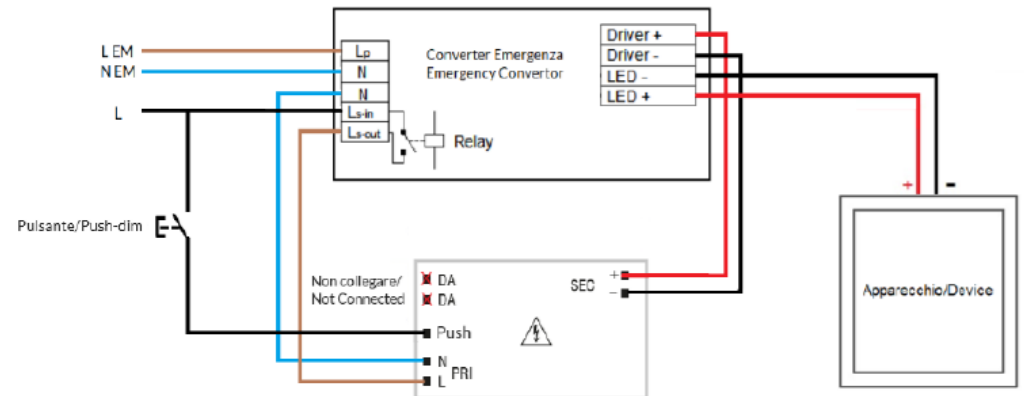 L EM
N EM
L
Lp
N
N
Ls-in
Ls-out
Converter Emergenza
Emergency Convertor
Relay
Driver +
Driver -
LED -
LED +
+ -
Pulsante/Push-dim
Non collegare/
Not Connected
DA
DA
Push
N
L
PRI
SEC
+
-
Apparecchio/Device